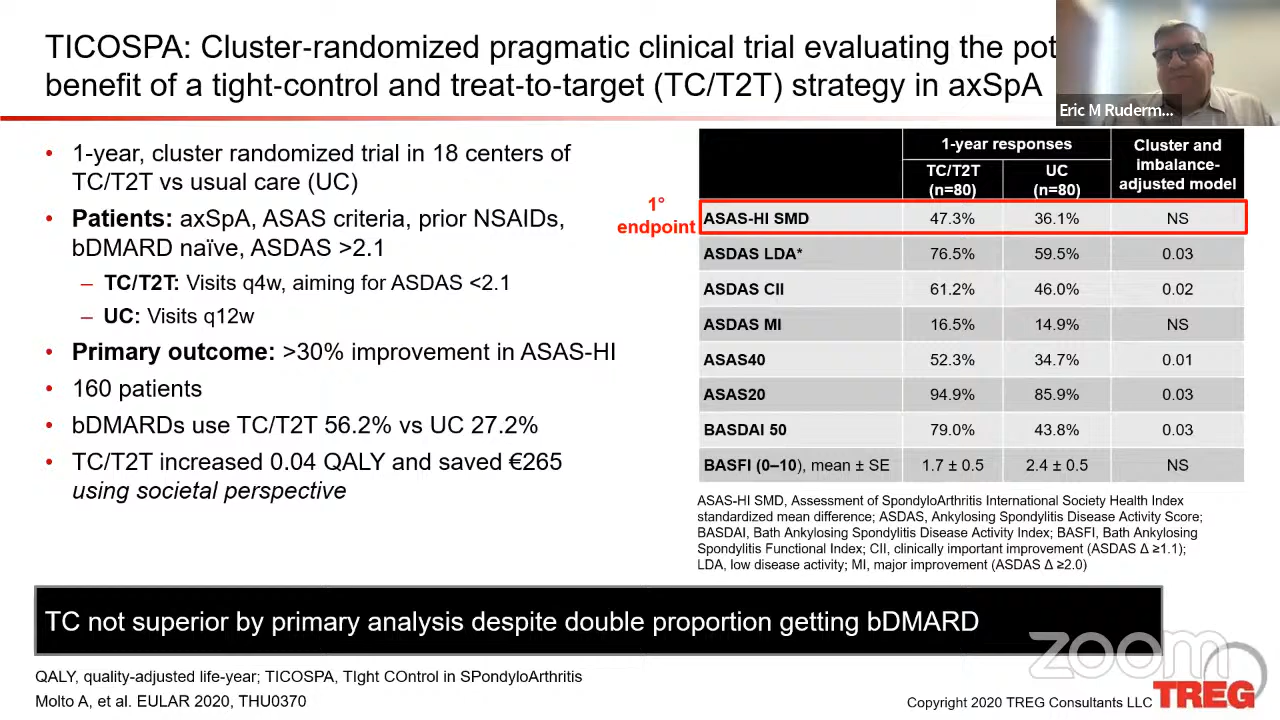 TICOSPA: Cluster-randomized pragmatic clinical trial evaluating the pot
benefit of a tight-control and treat-to-target (TC/T2T) strategy in axSpA
Eric M Ruderm...
• 1-year, cluster randomized trial in 18 centers of
TC/T2T vs usual care (UC)
• Patients: axSpA, ASAS criteria, prior NSAIDs,
bDMARD naïve, ASDAS >2.1
– TC/T2T: Visits q4w, aiming for ASDAS <2.1
– UC: Visits q12w
• Primary outcome: >30% improvement in ASAS-HI
• 160 patients
• bDMARDs use TC/T2T 56.2% vs UC 27.2%
• TC/T2T increased 0.04 QALY and saved €265
using societal perspective
1°
endpoint
1-year responses
Cluster and
imbalance-
adjusted model
TC/T2T
(n=80)
UC
(n=80)
ASAS-HI SMD 47.3% 36.1% NS
ASDAS LDA* 76.5% 59.5% 0.03
ASDAS CII 61.2% 46.0% 0.02
ASDAS MI 16.5% 14.9% NS
ASAS40 52.3% 34.7% 0.01
ASAS20 94.9% 85.9% 0.03
BASDAI 50 79.0% 43.8% 0.03
BASFI (0–10), mean ± SE 1.7 ± 0.5 2.4 ± 0.5 NS
ASAS-HI SMD, Assessment of SpondyloArthritis International Society Health Index
standardized mean difference; ASDAS, Ankylosing Spondylitis Disease Activity Score;
BASDAI, Bath Ankylosing Spondylitis Disease Activity Index; BASFI, Bath Ankylosing
Spondylitis Functional Index; CII, clinically important improvement (ASDAS Δ ≥1.1);
LDA, low disease activity; MI, major improvement (ASDAS Δ ≥2.0)
TC not superior by primary analysis despite double proportion getting bDMARD
zoom
QALY, quality-adjusted life-year; TICOSPA, TIght COntrol in SPondyloArthritis
Molto A, et al. EULAR 2020, THU0370
Copyright 2020 TREG Consultants LLC
TREG